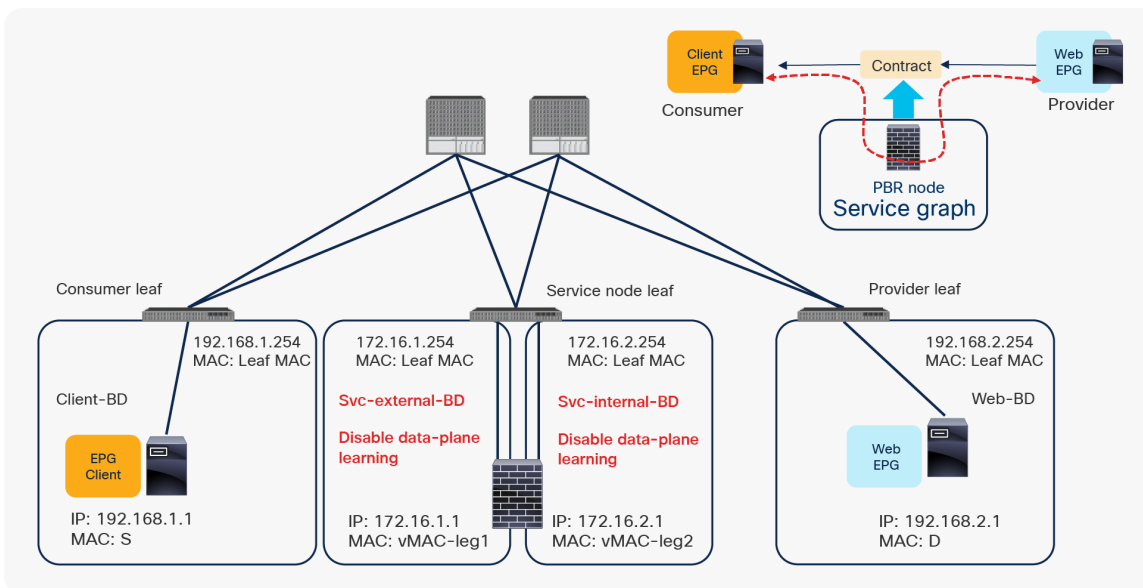 Client
EPG
Consumer
Contract
Web
EPG
Provider
PBR node
Service graph
Consumer leaf
Service node leaf
Provider leaf
192.168.1.254
MAC: Leaf MAC
Client-BD
EPG
Client
IP: 192.168.1.1
MAC: S
172.16.1.254
MAC: Leaf MAC
Svc-external-BD
Disable data-plane
learning
IP: 172.16.1.1
MAC: vMAC-leg1
172.16.2.254
MAC: Leaf MAC
Svc-internal-BD
Disable data-plane
learning
IP: 172.16.2.1
MAC: vMAC-leg2
192.168.2.254
MAC: Leaf MAC
Web-BD
Web
EPG
IP: 192.168.2.1
MAC: D